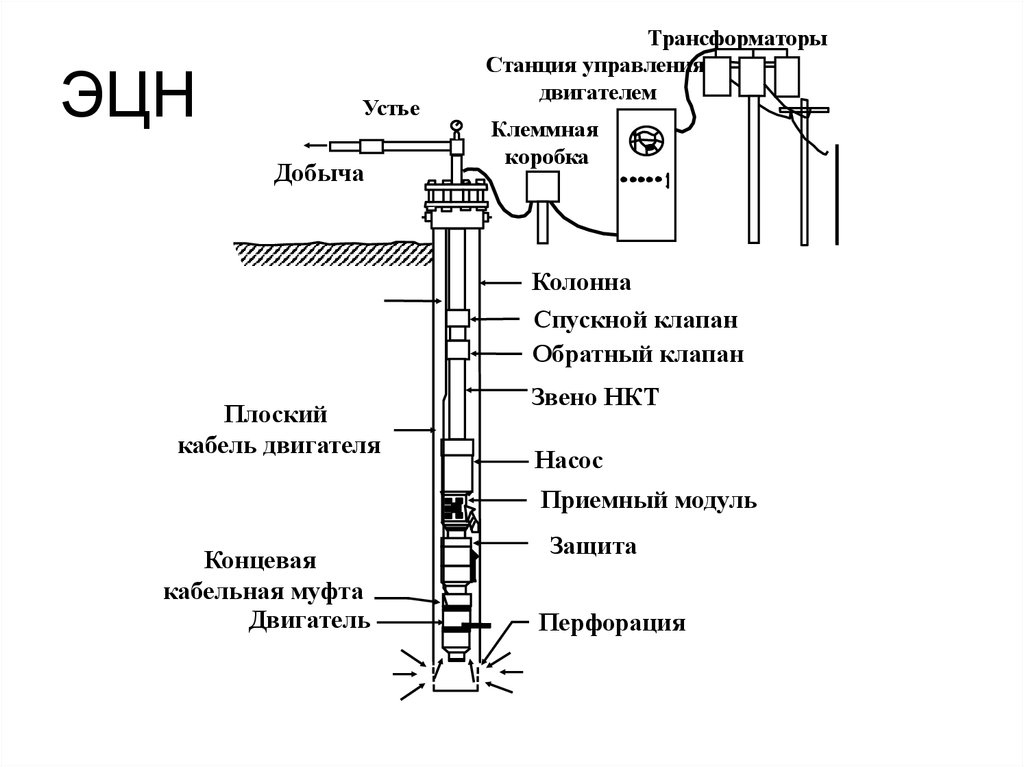 ЭЦН
Трансформаторы
Станция управления
двигателем
Устье
Клеммная
коробка
Добыча
Колонна
Спускной клапан
Обратный клапан
Звено НКТ
Плоский
кабель двигателя
Насос
Приемный модуль
Защита
Концевая
кабельная муфта
Двигатель
Перфорация